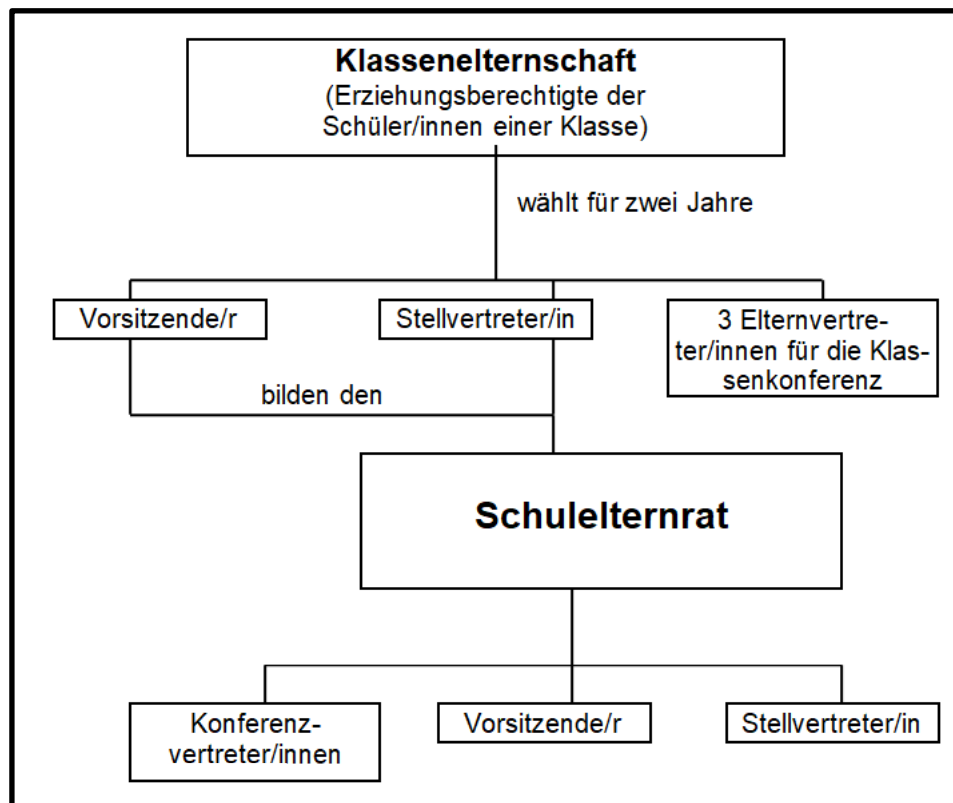 Klassenelternschaft
(Erziehungsberechtigte der
Schüler/innen einer Klasse)
wählt für zwei Jahre
Vorsitzende/r
Stellvertreter/in
3 Elternvertre-
ter/innen für die Klas-
senkonferenz
bilden den
Schulelternrat
Konferenz-
vertreter/innen
Vorsitzende/r
Stellvertreter/in